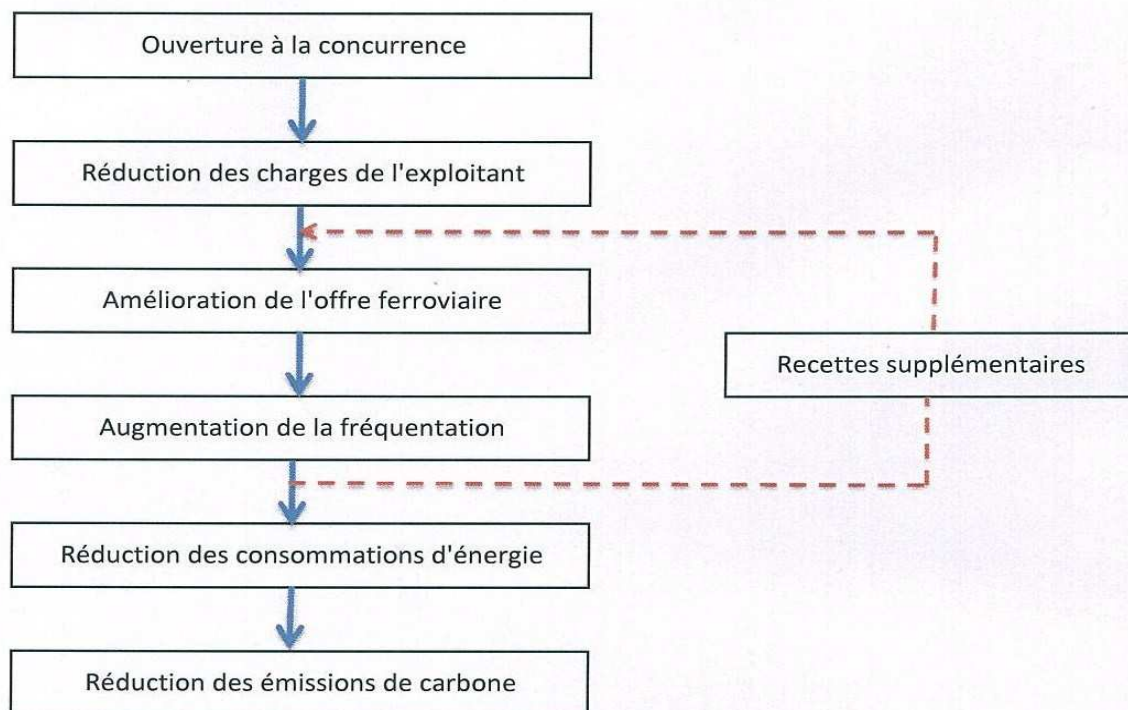 Ouverture à la concurrence
Réduction des charges de l'exploitant
Amélioration de l'offre ferroviaire
Recettes supplémentaires
Augmentation de la fréquentation
Réduction des consommations d'énergie
Réduction des émissions de carbone